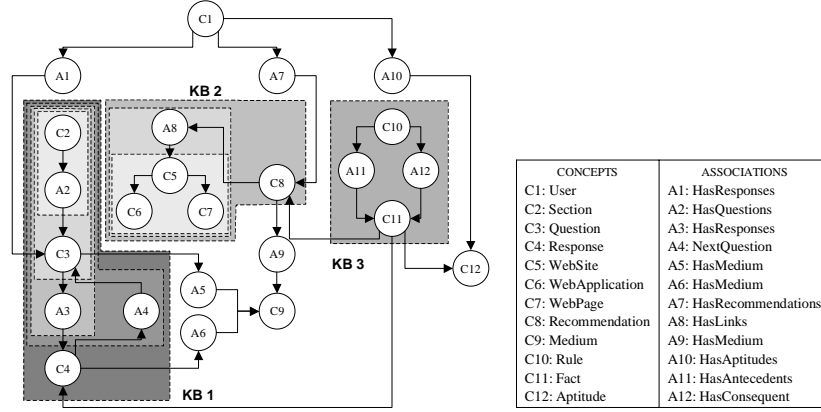 C1
A1
A7
A10
KB 2
C2
A8
C10
C5
A11
A12
A2
C8
C6
C7
C11
C3
A9
KB 3
C12
A5
A3
A4
C9
A6
C4
KB 1
CONCEPTS ASSOCIATIONS
C1: User A1: HasResponses
C2: Section A2: HasQuestions
C3: Question A3: HasResponses
C4: Response A4: NextQuestion
C5: WebSite A5: HasMedium
C6: WebApplication A6: HasMedium
C7: WebPage A7: HasRecommendations
C8: Recommendation A8: HasLinks
C9: Medium A9: HasMedium
C10: Rule A10: HasAptitudes
C11: Fact A11: HasAntecedents
C12: Aptitude A12: HasConsequent